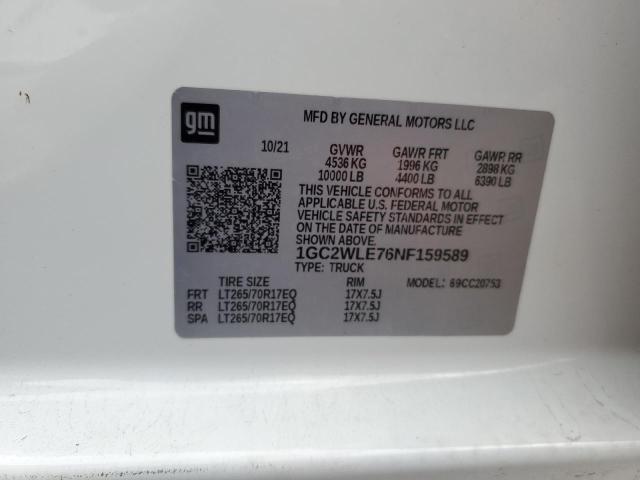 gm
MFD BY GENERAL MOTORS LLC
10/21 GVWR GAWR FRT GAWR RR
4536 KG 1996 KG 2898 KG
10000 LB 4400 LB 6390 LB
THIS VEHICLE CONFORMS TO ALL
APPLICABLE U.S. FEDERAL MOTOR
VEHICLE SAFETY STANDARDS IN EFFECT
ON THE DATE OF MANUFACTURE
SHOWN ABOVE.
1GC2WLE76NF159589
TYPE: TRUCK
TIRE SIZE RIM MODEL: 69CC20753
FRT LT265/70R17EQ 17X7.5J
RR LT265/70R17EQ 17X7.5J
SPA LT265/70R17EQ 17X7.5J